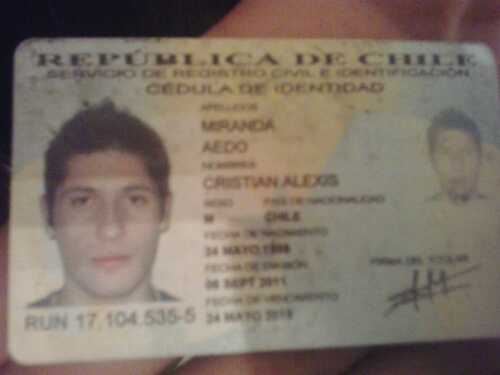 REPÚBLICA DE CHILE
SERVICIO DE REGISTRO CIVIL E IDENTIFICACIÓN
CÉDULA DE IDENTIDAD
APELLIDOS
MIRANDA
AEDO
NOMBRES
CRISTIAN ALEXIS
SEXO PAÍS DE NACIONALIDAD
M CHILE
FECHA DE NACIMIENTO
24 MAYO
FECHA DE EMISIÓN
06 SEPT 2011
FIRMA DEL TITULAR
FECHA DE VENCIMIENTO
RUN 17.104.535-5 24 MAYO